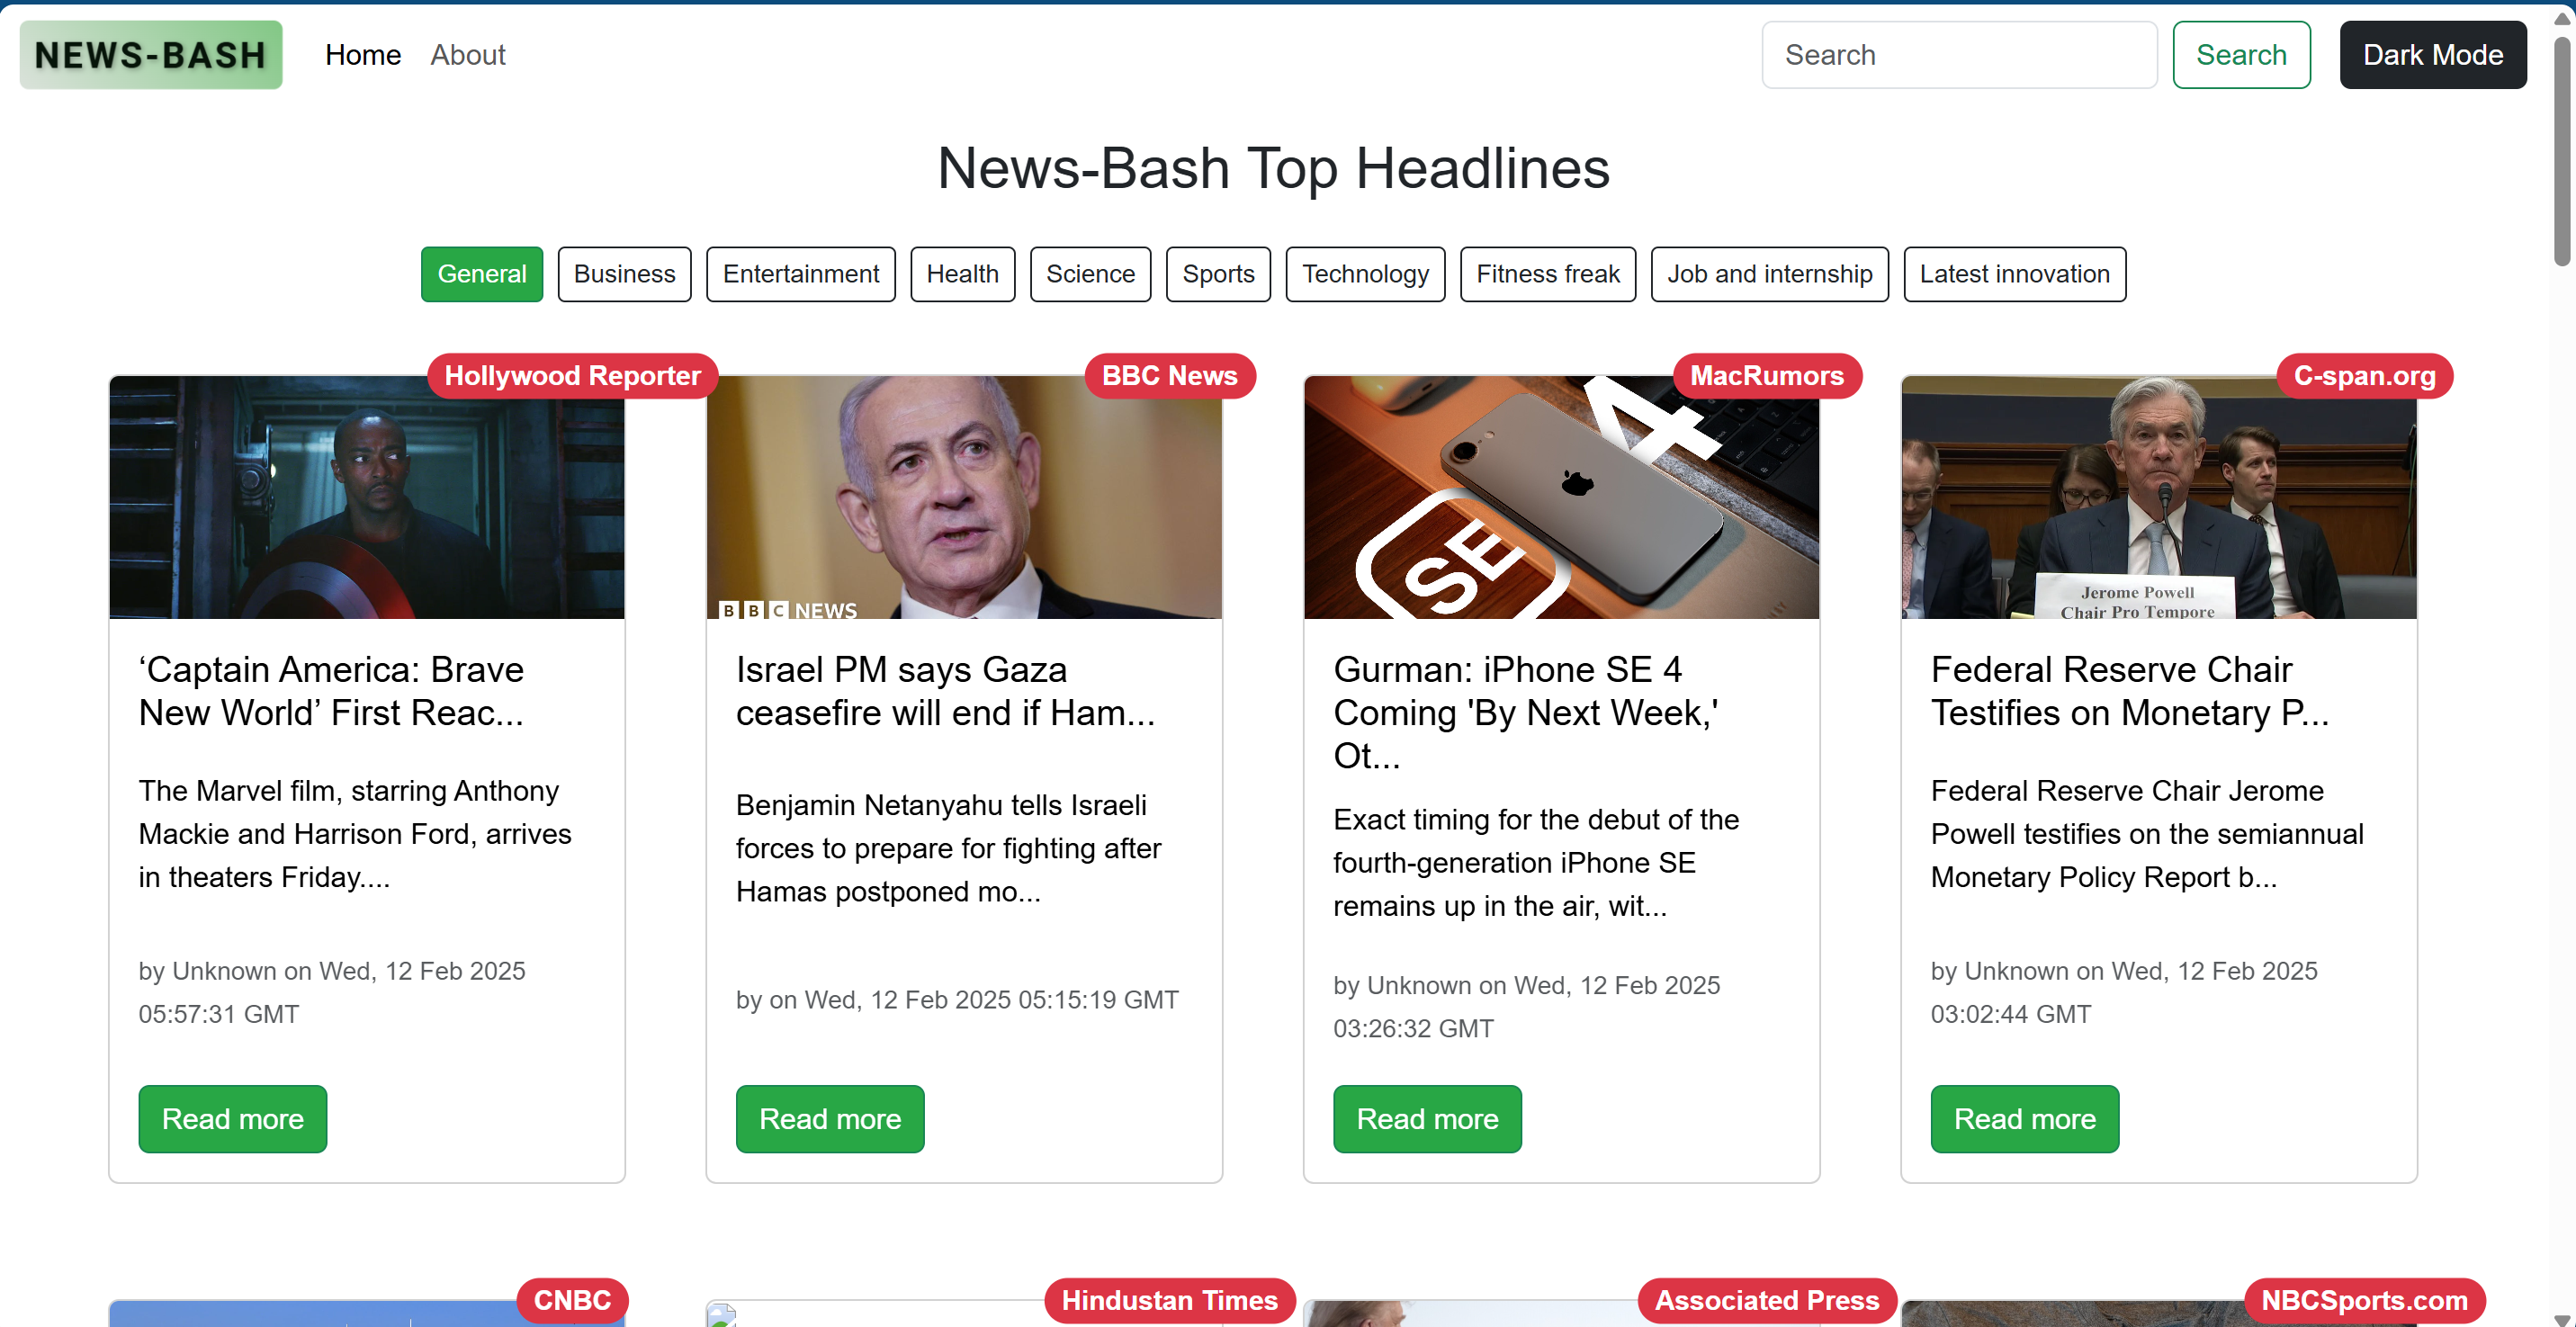 NEWS-BASH Home About Search Search Dark Mode
News-Bash Top Headlines
General Business Entertainment Health Science Sports Technology Fitness freak Job and internship Latest innovation
Hollywood Reporter
‘Captain America: Brave
New World’ First Reac...
The Marvel film, starring Anthony
Mackie and Harrison Ford, arrives
in theaters Friday....
by Unknown on Wed, 12 Feb 2025
05:57:31 GMT
Read more
BBC News
BBC NEWS
Israel PM says Gaza
ceasefire will end if Ham...
Benjamin Netanyahu tells Israeli
forces to prepare for fighting after
Hamas postponed mo...
by on Wed, 12 Feb 2025 05:15:19 GMT
Read more
MacRumors
4
SE
Gurman: iPhone SE 4
Coming 'By Next Week,'
Ot...
Exact timing for the debut of the
fourth-generation iPhone SE
remains up in the air, wit...
by Unknown on Wed, 12 Feb 2025
03:26:32 GMT
Read more
C-span.org
Jerome Powell
Chair Pro Tempore
Federal Reserve Chair
Testifies on Monetary P...
Federal Reserve Chair Jerome
Powell testifies on the semiannual
Monetary Policy Report b...
by Unknown on Wed, 12 Feb 2025
03:02:44 GMT
Read more
CNBC
Hindustan Times
Associated Press
NBCSports.com